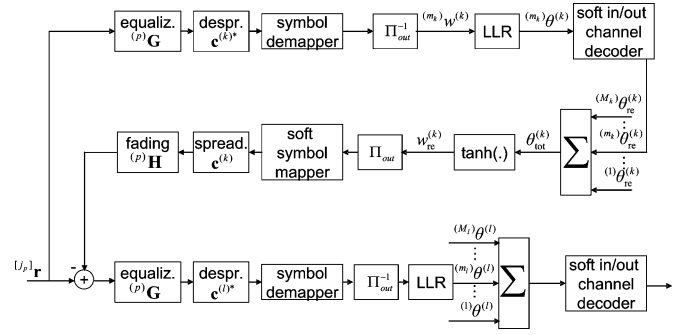 equaliz. ⁽ᵖ⁾G
despr. c⁽ᵏ⁾*
symbol demapper
Π⁻¹out
⁽ᵐₖ⁾w⁽ᵏ⁾
LLR
⁽ᵐₖ⁾θ⁽ᵏ⁾
soft in/out channel decoder
fading ⁽ᵖ⁾H
spread. c⁽ᵏ⁾
soft symbol mapper
Πout
w⁽ᵏ⁾re
tanh(.)
θ⁽ᵏ⁾tot
Σ
⁽ᴹₖ⁾θ⁽ᵏ⁾re
⋮
⁽ᵐₖ⁾θ⁽ᵏ⁾re
⋮
⁽¹⁾θ⁽ᵏ⁾re
[jₚ]r
-
+
equaliz. ⁽ᵖ⁾G
despr. c⁽ˡ⁾*
symbol demapper
Π⁻¹out
LLR
⁽ᴹₗ⁾θ⁽ˡ⁾
⋮
⁽ᵐₗ⁾θ⁽ˡ⁾
⋮
⁽¹⁾θ⁽ˡ⁾
Σ
soft in/out channel decoder